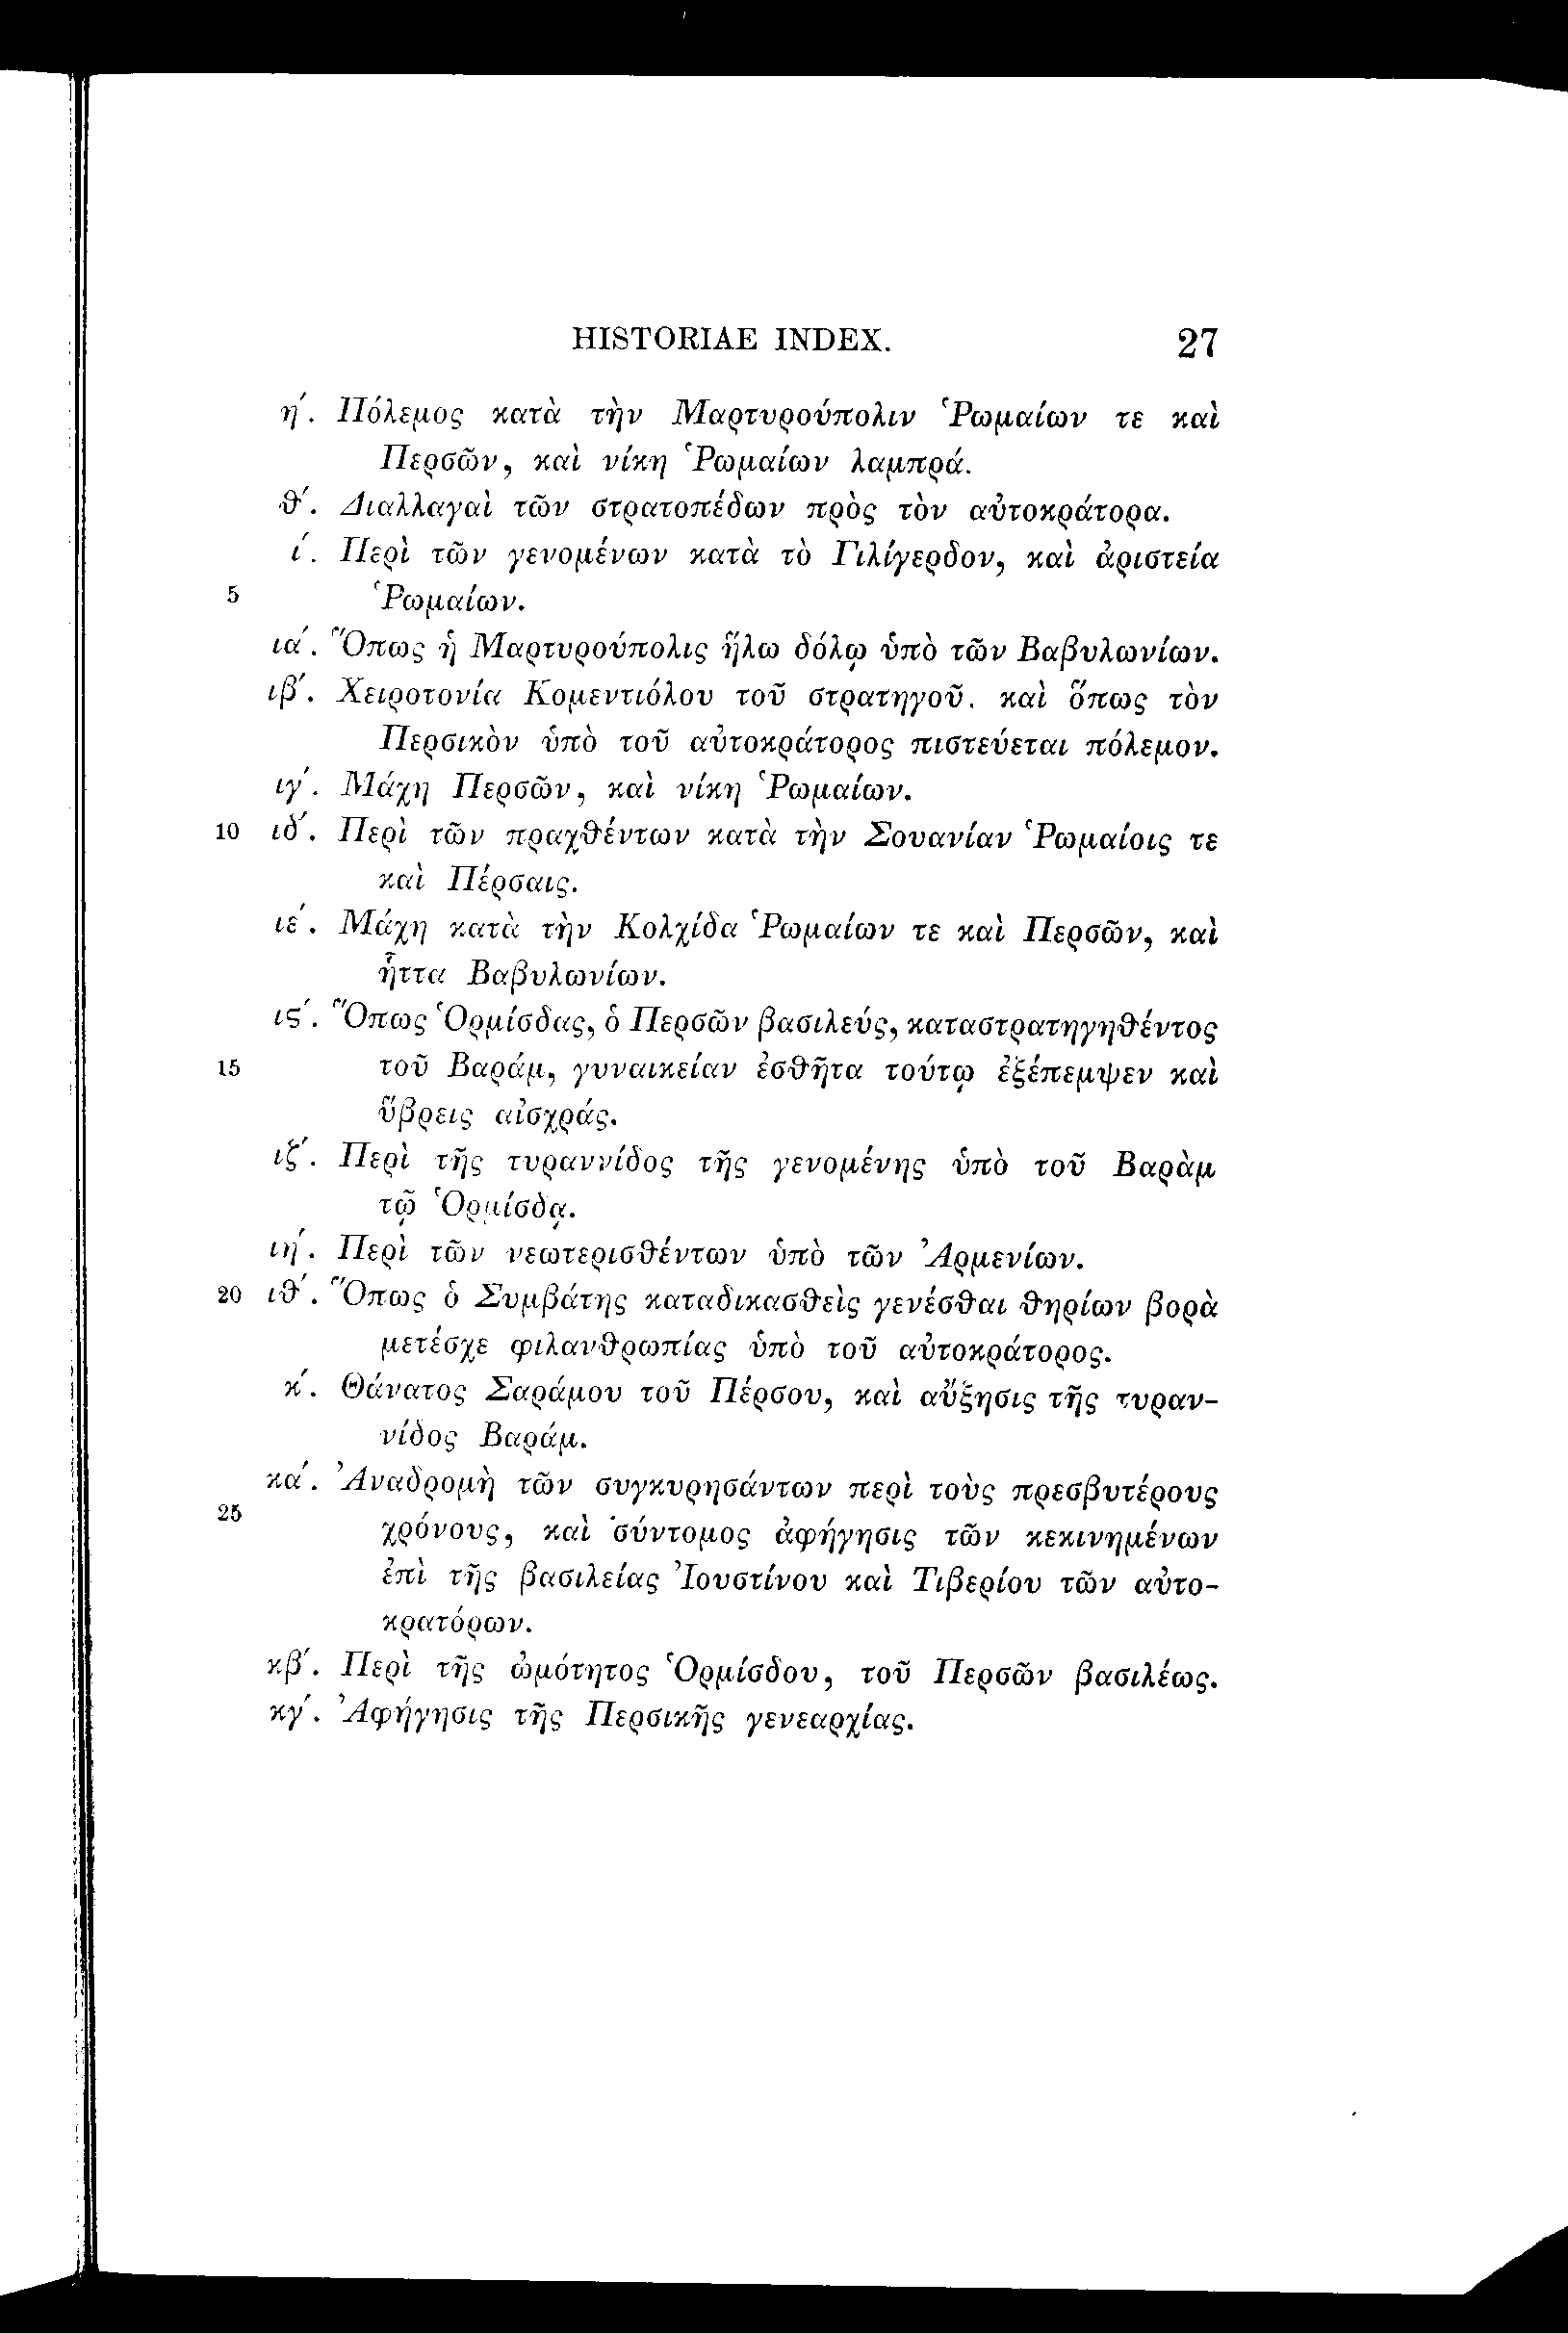 HISTORIAE INDEX. 27
η΄. Πόλεμος κατὰ τὴν Μαρτυρούπολιν Ῥωμαίων τε καὶ
Περσῶν, καὶ νίκη Ῥωμαίων λαμπρά.
θ΄. Διαλλαγαὶ τῶν στρατοπέδων πρὸς τὸν αὐτοκράτορα.
ι΄. Περὶ τῶν γενομένων κατὰ τὸ Γιλίγερδον, καὶ ἀριστεία
5 Ῥωμαίων.
ια΄. Ὅπως ἡ Μαρτυρούπολις ἥλω δόλῳ ὑπὸ τῶν Βαβυλωνίων.
ιβ΄. Χειροτονία Κομεντιόλου τοῦ στρατηγοῦ. καὶ ὅπως τὸν
Περσικὸν ὑπὸ τοῦ αὐτοκράτορος πιστεύεται πόλεμον.
ιγ΄. Μάχη Περσῶν, καὶ νίκη Ῥωμαίων.
10 ιδ΄. Περὶ τῶν πραχθέντων κατὰ τὴν Σουανίαν Ῥωμαίοις τε
καὶ Πέρσαις.
ιε΄. Μάχη κατὰ τὴν Κολχίδα Ῥωμαίων τε καὶ Περσῶν, καὶ
ἧττα Βαβυλωνίων.
ιϛ΄. Ὅπως Ὁρμίσδας, ὁ Περσῶν βασιλεύς, καταστρατηγηθέντος
15 τοῦ Βαράμ, γυναικείαν ἐσθῆτα τούτῳ ἐξέπεμψεν καὶ
ὕβρεις αἰσχράς.
ιζ΄. Περὶ τῆς τυραννίδος τῆς γενομένης ὑπὸ τοῦ Βαρὰμ
τῷ Ὁρμίσδᾳ.
ιη΄. Περὶ τῶν νεωτερισθέντων ὑπὸ τῶν Ἀρμενίων.
20 ιθ΄. Ὅπως ὁ Συμβάτης καταδικασθεὶς γενέσθαι θηρίων βορὰ
μετέσχε φιλανθρωπίας ὑπὸ τοῦ αὐτοκράτορος.
κ΄. Θάνατος Σαράμου τοῦ Πέρσου, καὶ αὔξησις τῆς τυραν-
νίδος Βαράμ.
κα΄. Ἀναδρομὴ τῶν συγκυρησάντων περὶ τοὺς πρεσβυτέρους
25 χρόνους, καὶ σύντομος ἀφήγησις τῶν κεκινημένων
ἐπὶ τῆς βασιλείας Ἰουστίνου καὶ Τιβερίου τῶν αὐτο-
κρατόρων.
κβ΄. Περὶ τῆς ὠμότητος Ὁρμίσδου, τοῦ Περσῶν βασιλέως.
κγ΄. Ἀφήγησις τῆς Περσικῆς γενεαρχίας.